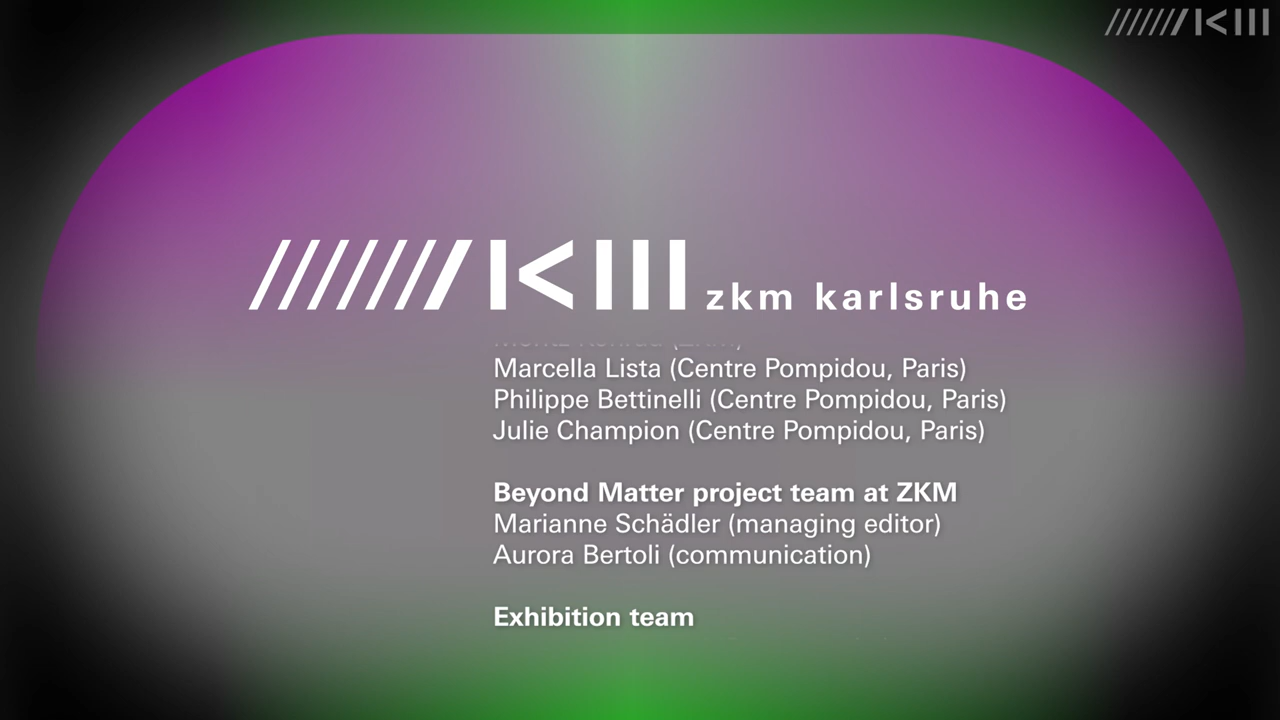 zkm karlsruhe
Marcella Lista (Centre Pompidou, Paris)
Philippe Bettinelli (Centre Pompidou, Paris)
Julie Champion (Centre Pompidou, Paris)
Beyond Matter project team at ZKM
Marianne Schädler (managing editor)
Aurora Bertoli (communication)
Exhibition team